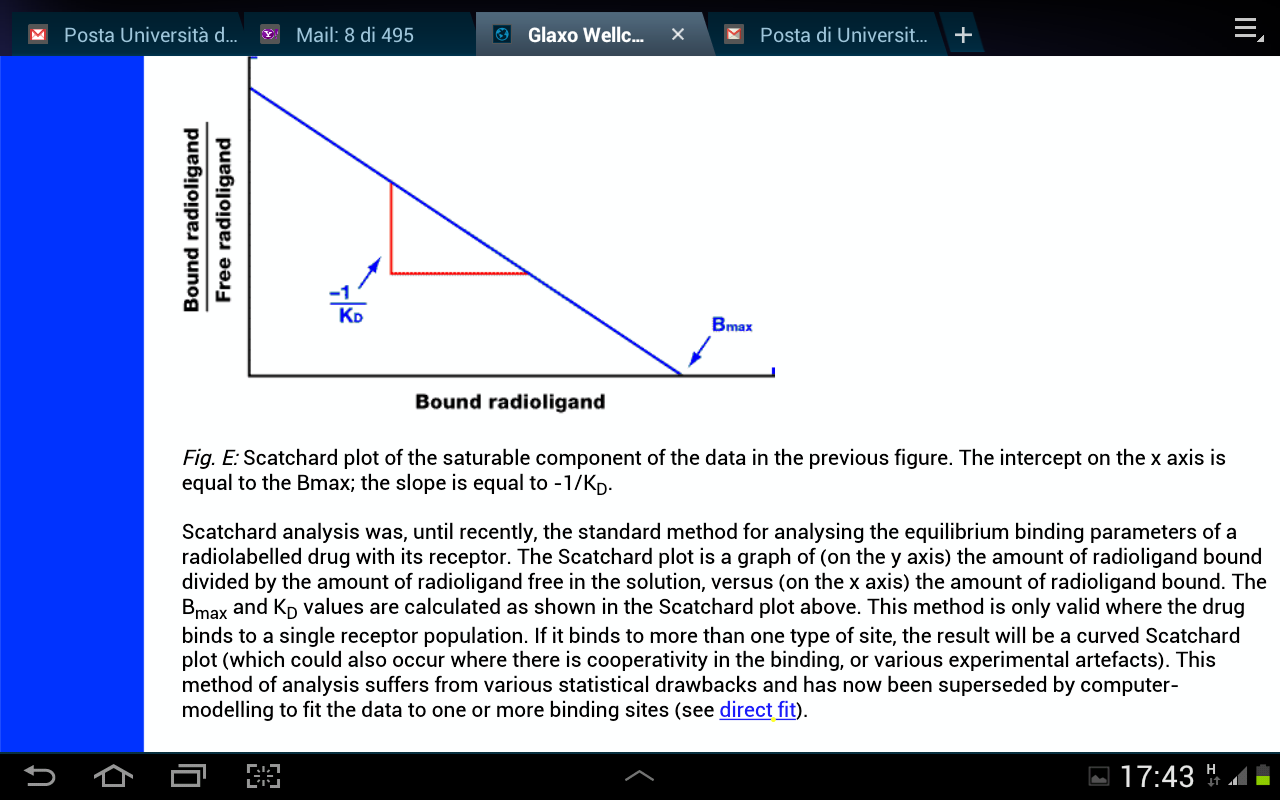 Posta Università d...
Mail: 8 di 495
Glaxo Wellc...
Posta di Universit...
Bound radioligand
Free radioligand
-1
KD
Bmax
Bound radioligand
Fig. E: Scatchard plot of the saturable component of the data in the previous figure. The intercept on the x axis is
equal to the Bmax; the slope is equal to -1/KD.
Scatchard analysis was, until recently, the standard method for analysing the equilibrium binding parameters of a
radiolabelled drug with its receptor. The Scatchard plot is a graph of (on the y axis) the amount of radioligand bound
divided by the amount of radioligand free in the solution, versus (on the x axis) the amount of radioligand bound. The
Bmax and KD values are calculated as shown in the Scatchard plot above. This method is only valid where the drug
binds to a single receptor population. If it binds to more than one type of site, the result will be a curved Scatchard
plot (which could also occur where there is cooperativity in the binding, or various experimental artefacts). This
method of analysis suffers from various statistical drawbacks and has now been superseded by computer-
modelling to fit the data to one or more binding sites (see direct fit).
17:43
H